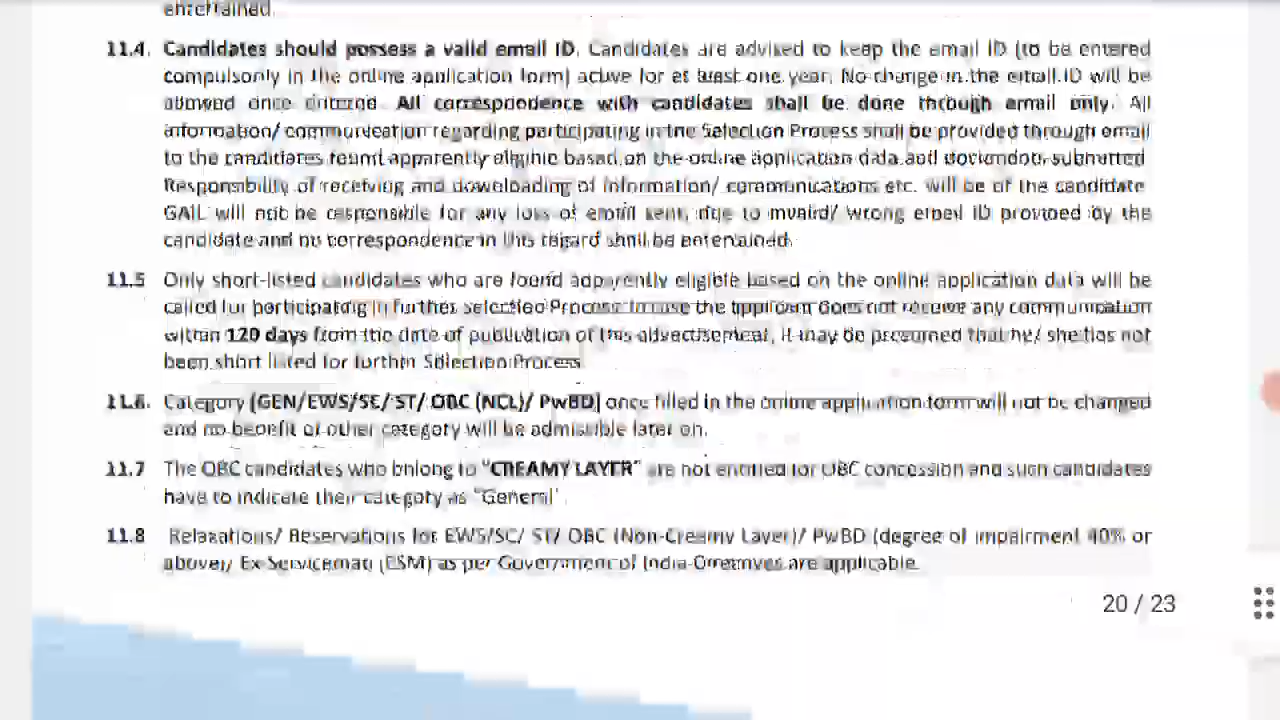 entertained.
11.4. Candidates should possess a valid email ID. Candidates are advised to keep the email ID (to be entered
compulsorily in the online application form) active for at least one year. No change in the email ID will be
allowed once entered. All correspondence with candidates shall be done through email only. All
information/ communication regarding participating in the Selection Process shall be provided through email
to the candidates found apparently eligible based on the online application data and submitted
Responsibility of receiving and downloading of information/ communications etc. will be of the candidate
GAIL will not be responsible for any loss of email sent, due to invalid/ wrong email ID provided by the
candidate and no correspondence in this regard shall be entertained.
11.5 Only short-listed candidates who are found apparently eligible based on the online application data will be
called for participating in further Selection Process. In case the applicant does not receive any communication
within 120 days from the date of publication of this advertisement, it may be presumed that he/ she has not
been short listed for further Selection Process
11.6. Category (GEN/EWS/SC/ ST/ OBC (NCL)/ PwBD) once filled in the online application form will not be changed
and no benefit of other category will be admissible later on.
11.7 The OBC candidates who belong to "CREAMY LAYER" are not entitled for OBC concession and such candidates
have to indicate their category as "General".
11.8 Relaxations/ Reservations for EWS/SC/ ST/ OBC (Non-Creamy Layer)/ PwBD (degree of impairment 40% or
above)/ Ex-Serviceman (ESM) as per Government of India Directives are applicable.
20 / 23